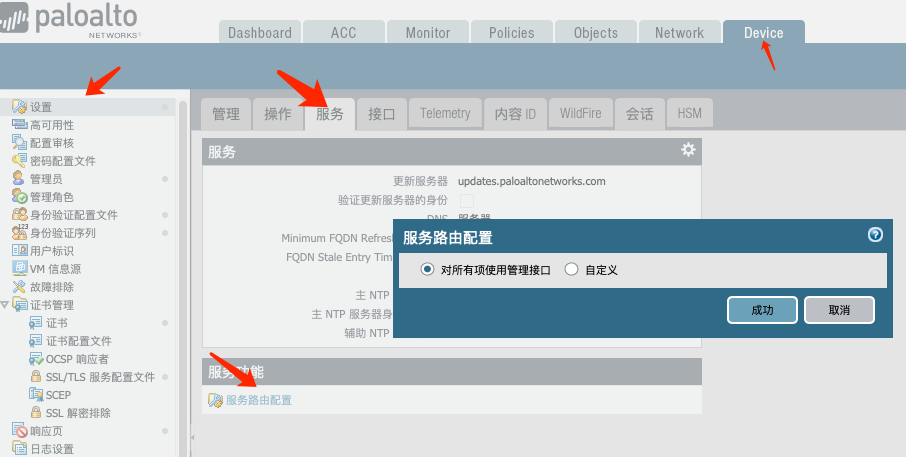 paloalto
NETWORKS
Dashboard ACC Monitor Policies Objects Network Device
设置
高可用性
配置审核
密码配置文件
管理员
管理角色
身份验证配置文件
身份验证序列
用户标识
VM 信息源
故障排除
证书管理
证书
证书配置文件
OCSP 响应者
SSL/TLS 服务配置文件
SCEP
SSL 解密排除
响应页
日志设置
管理 操作 服务 接口 Telemetry 内容 ID WildFire 会话 HSM
服务
更新服务器 updates.paloaltonetworks.com
验证更新服务器的身份
DNS 服务器
Minimum FQDN Refresh
FQDN Stale Entry Tim
主 NTP
主 NTP 服务器身
辅助 NTP
服务路由配置
对所有项使用管理接口 自定义
成功 取消
服务功能
服务路由配置